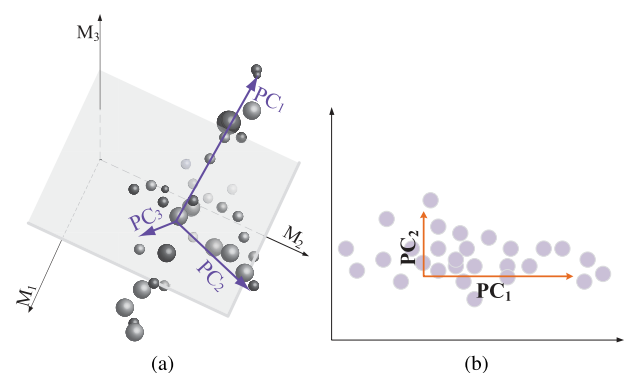 M₃
PC₁
PC₃
M₂
PC₂
M₁
(a)
PC₂
PC₁
(b)